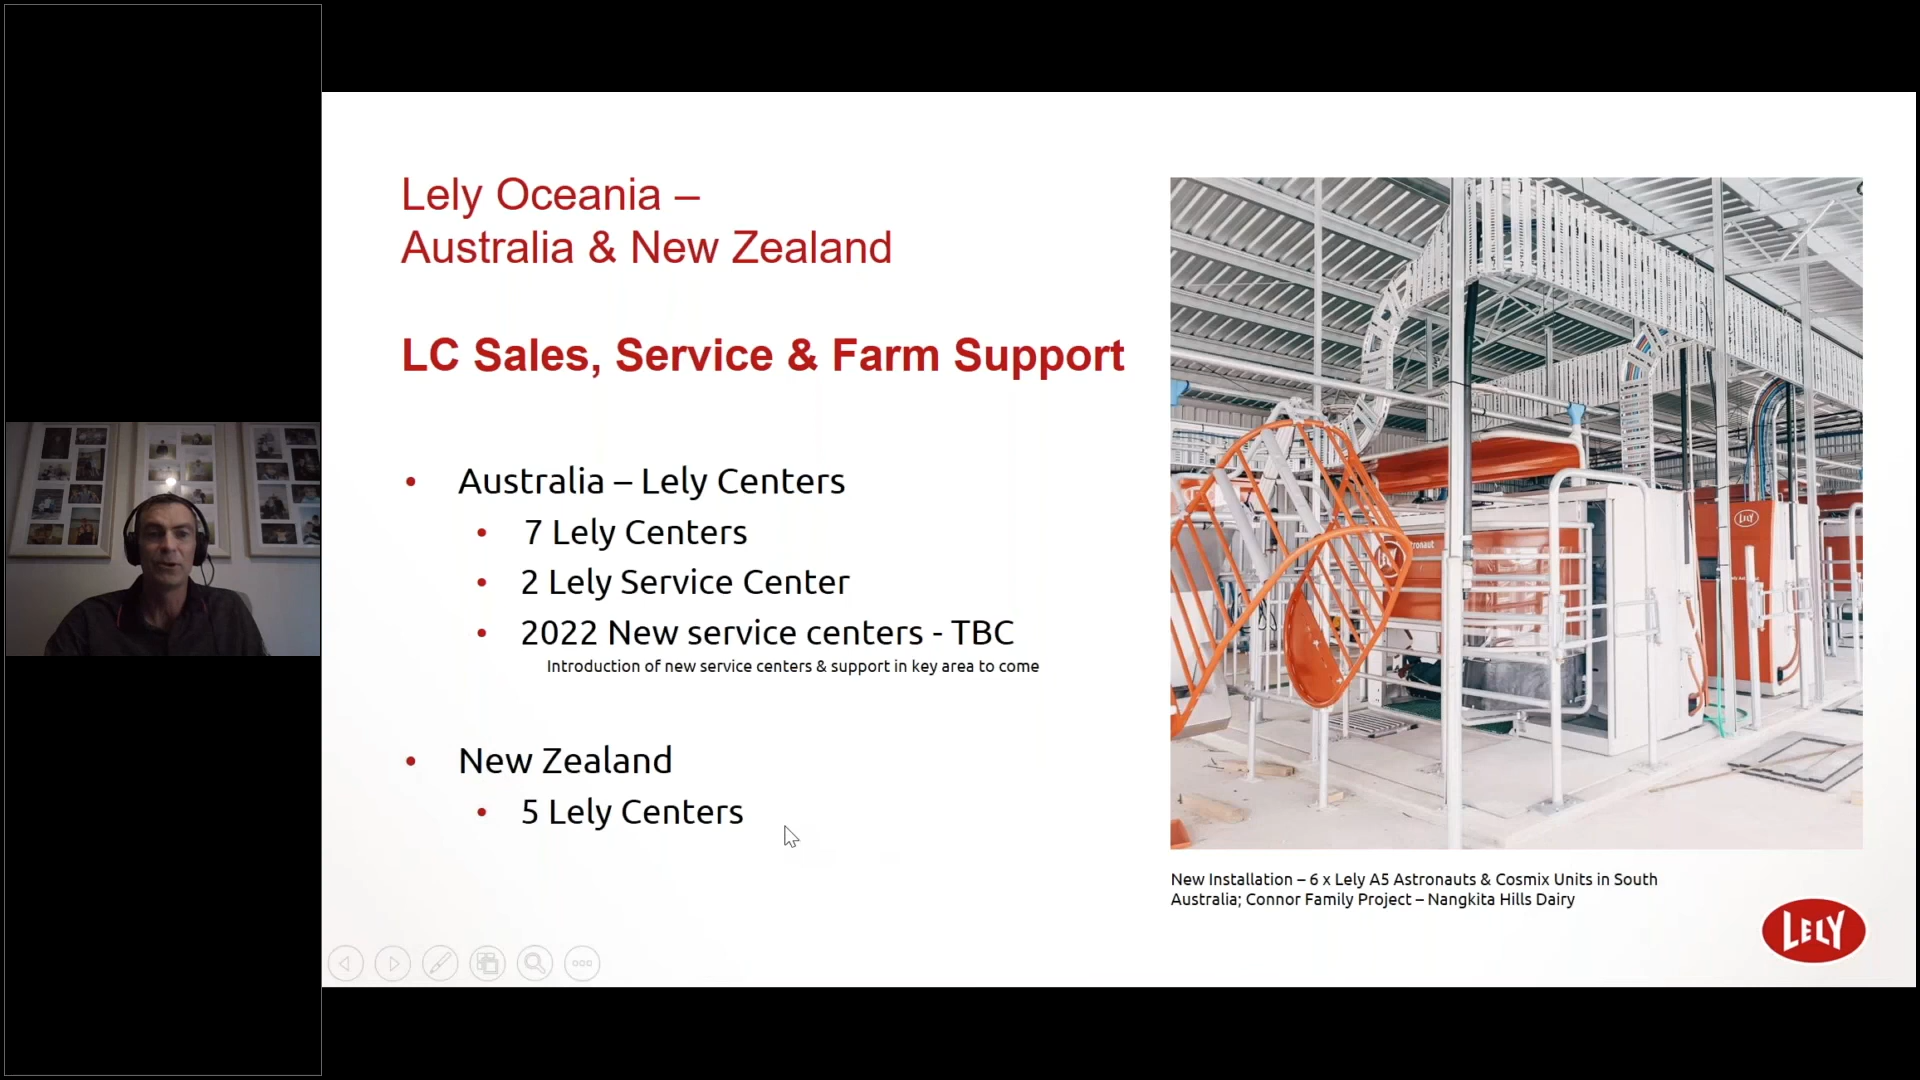 Lely Oceania –
Australia & New Zealand
LC Sales, Service & Farm Support
• Australia – Lely Centers
• 7 Lely Centers
• 2 Lely Service Center
• 2022 New service centers - TBC
Introduction of new service centers & support in key area to come
• New Zealand
• 5 Lely Centers
LELY
LELY
New Installation – 6 x Lely A5 Astronauts & Cosmix Units in South
Australia; Connor Family Project – Nangkita Hills Dairy
LELY